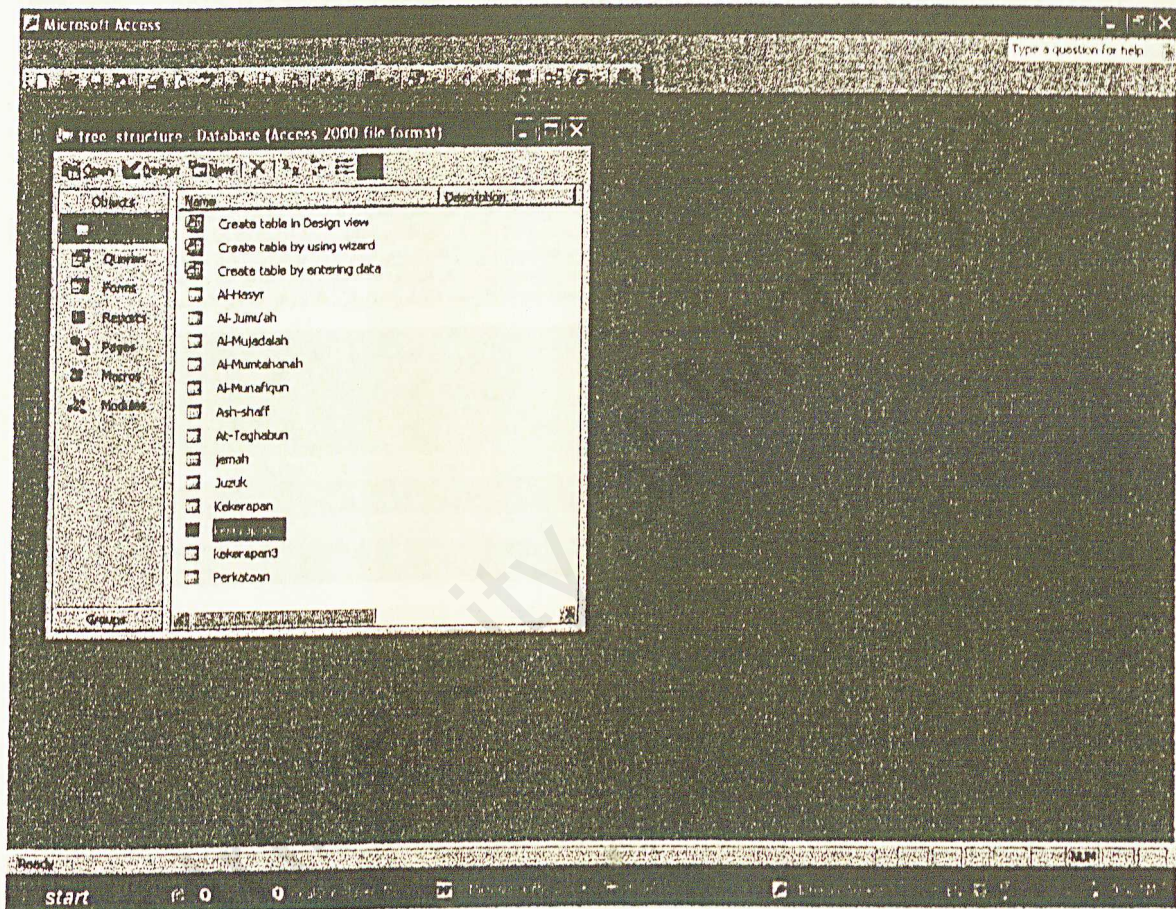 Microsoft Access
Type a question for help
tree_structure : Database (Access 2000 file format)
Open Design New
Objects
Name Description
Create table in Design view
Queries
Create table by using wizard
Create table by entering data
Forms
Al-Hasyr
Reports
Al-Jumu'ah
Pages
Al-Mujadalah
Macros
Al-Mumtahanah
Modules
Al-Munafiqun
Ash-shaff
At-Taghabun
jemah
Juzuk
Kekerapan
kekerapan3
Perkataan
Groups
Ready
NUM
start